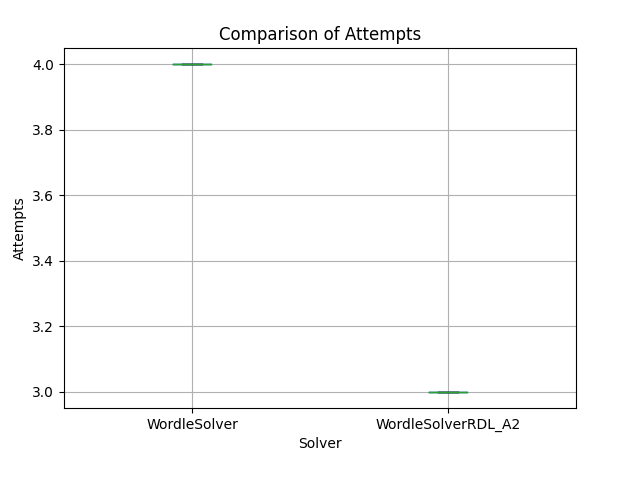 Comparison of Attempts
4.0
3.8
3.6
3.4
3.2
3.0
Attempts
WordleSolver
WordleSolverRDL_A2
Solver